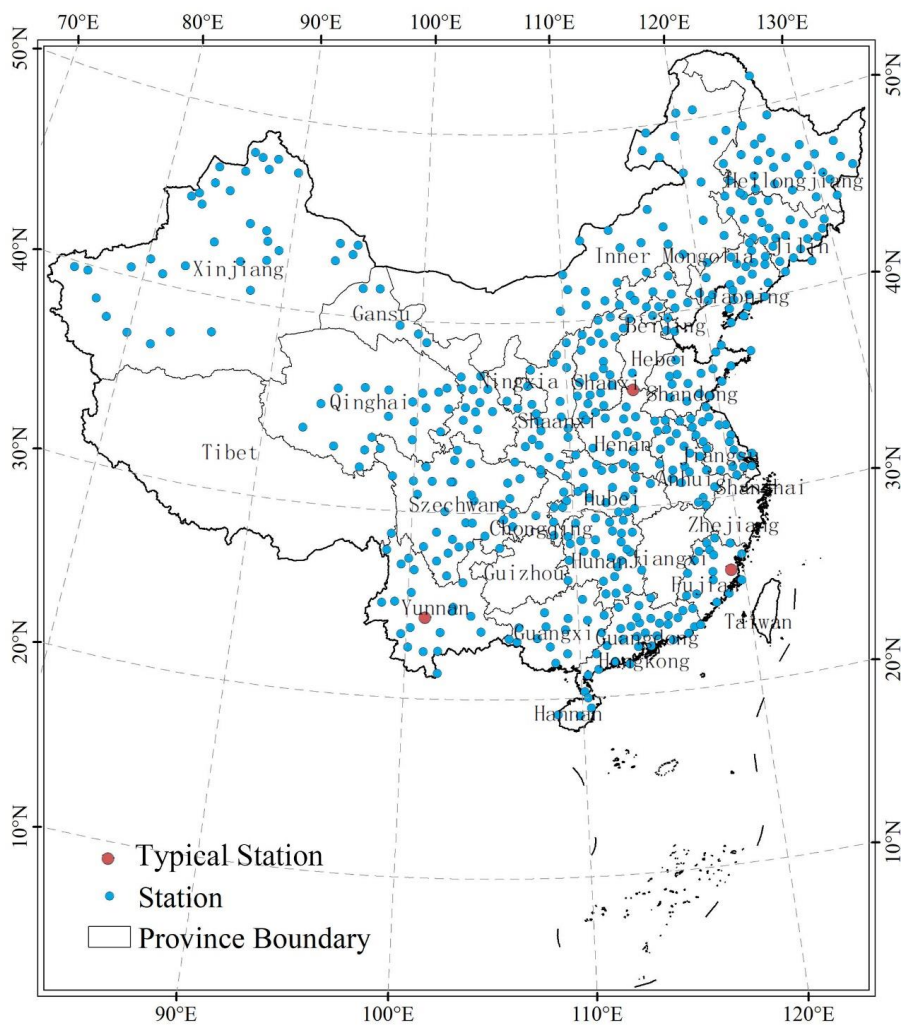 70°E 80°E 90°E 100°E 110°E 120°E 130°E
50°N
50°N
Heilongjiang
40°N
Jilin
Inner Mongolia
40°N
Xinjiang
Liaoning
Gansu
Beijing
Hebei
Ningxia
Shanxi
Shandong
Qinghai
Shaanxi
Henan
30°N
Tibet
Jiangsu
30°N
Anhui
Shanghai
Hubei
Szechwan
Zhejiang
Chongqing
Hunan
Jiangxi
Guizhou
Fujian
Yunnan
Taiwan
Guangxi
Guangdong
20°N
20°N
Hongkong
Hannan
10°N
10°N
Typical Station
Station
Province Boundary
90°E 100°E 110°E 120°E